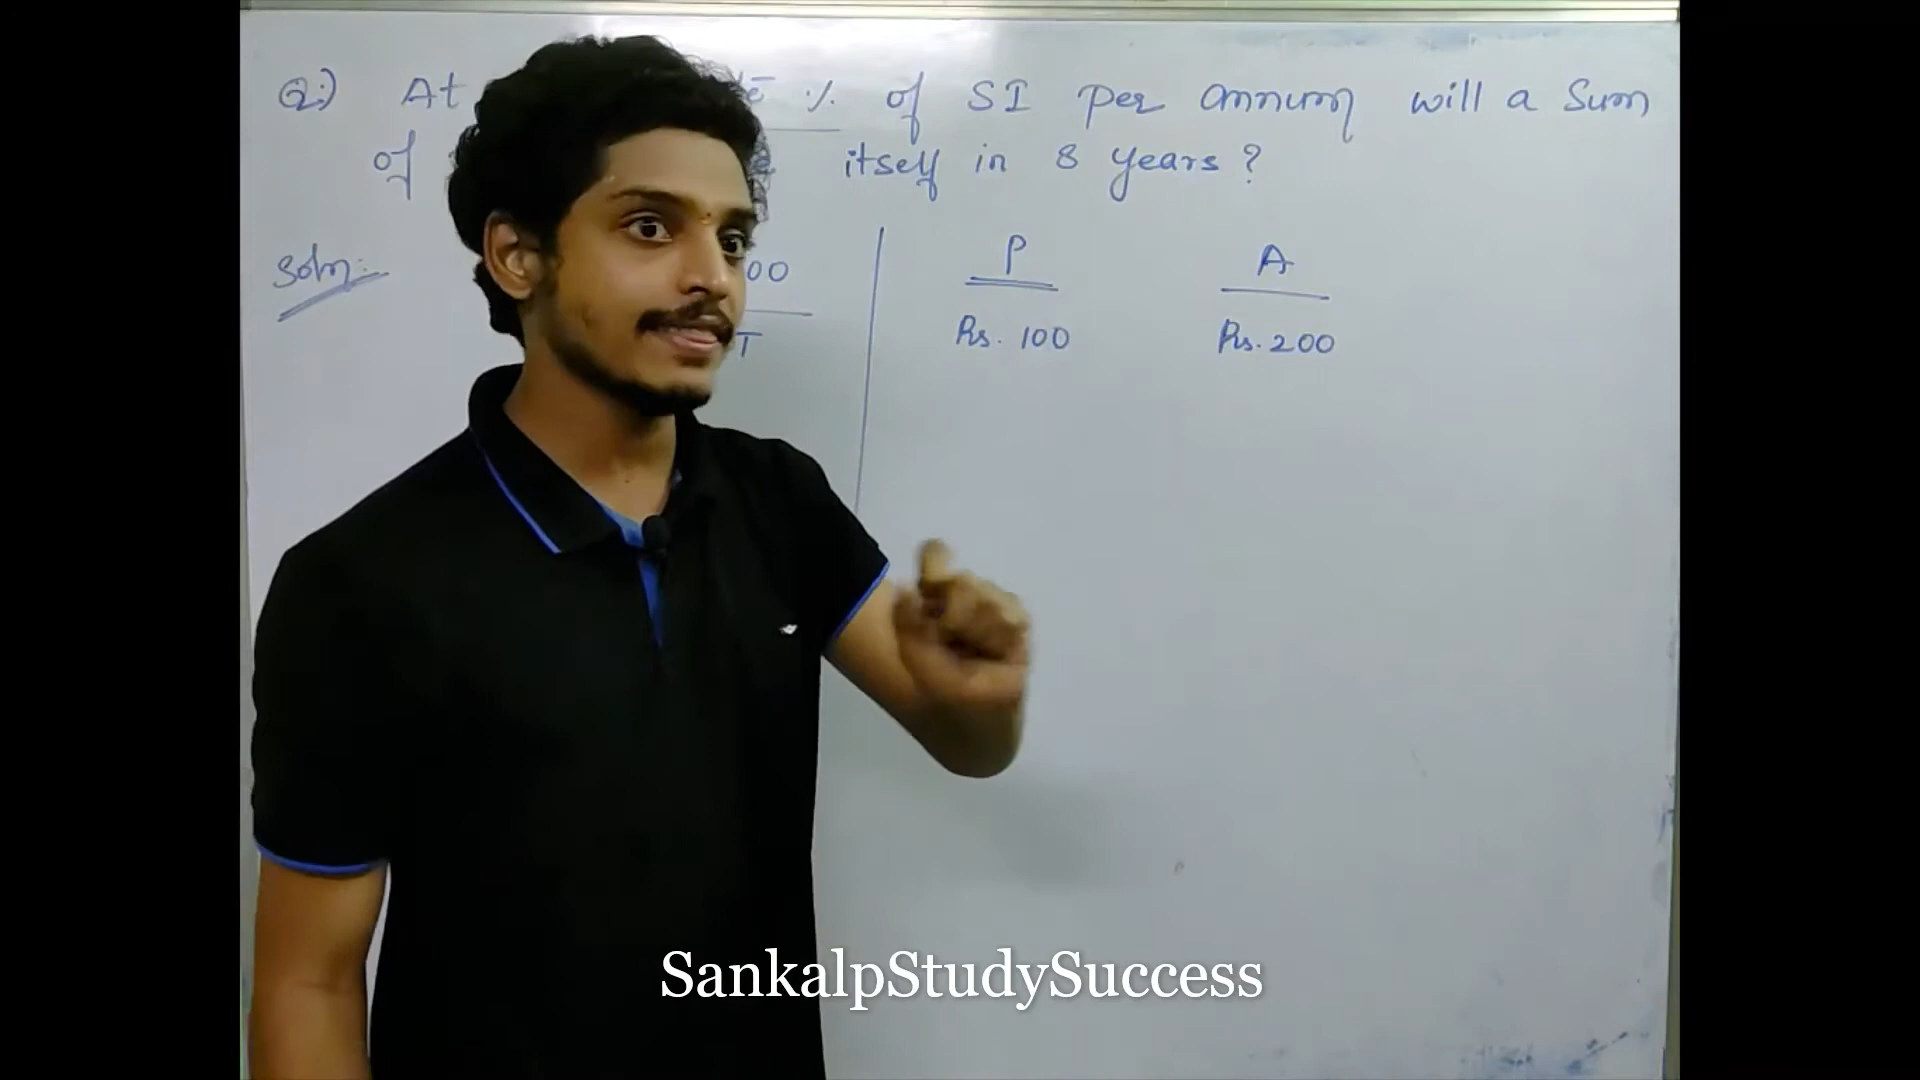 Q:) At % of SI per annum will a Sum
of itself in 8 years ?
Soln:-
00
T
P A
Rs. 100 Rs. 200
SankalpStudySuccess